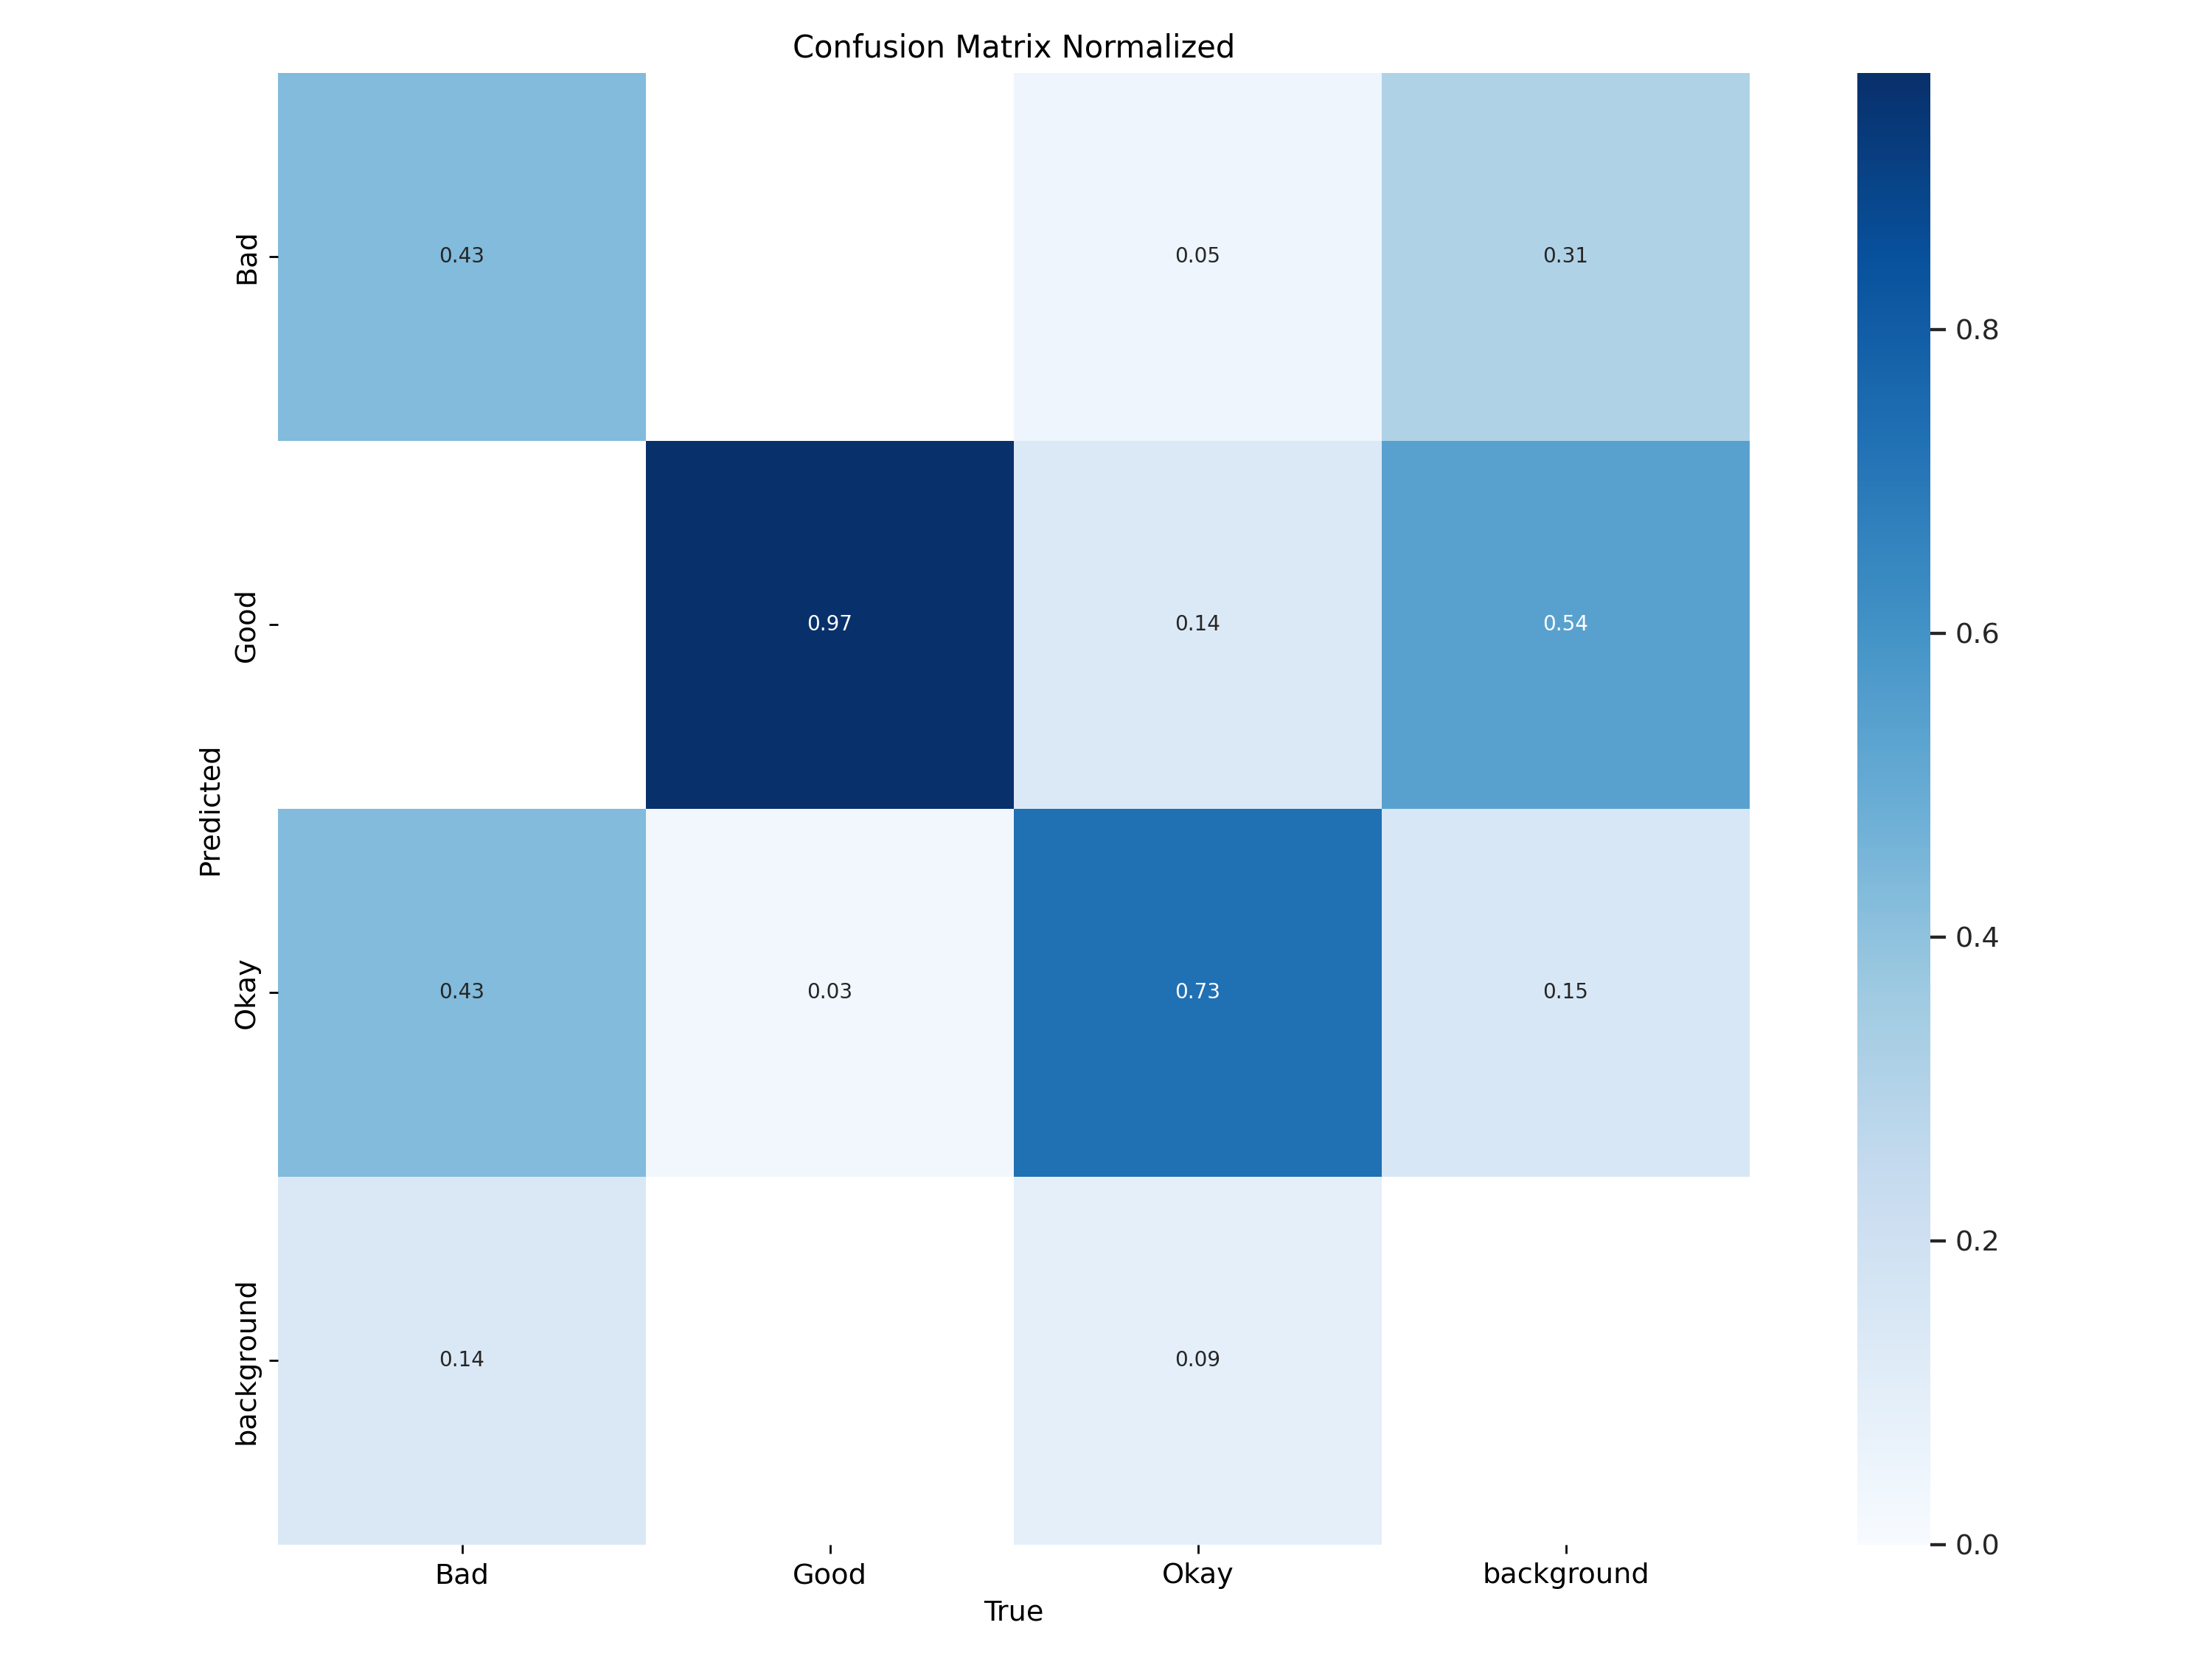 Confusion Matrix Normalized
Bad
0.43
0.05
0.31
0.8
Good
0.97
0.14
0.54
0.6
Predicted
0.4
Okay
0.43
0.03
0.73
0.15
0.2
background
0.14
0.09
0.0
Bad
Good
Okay
background
True